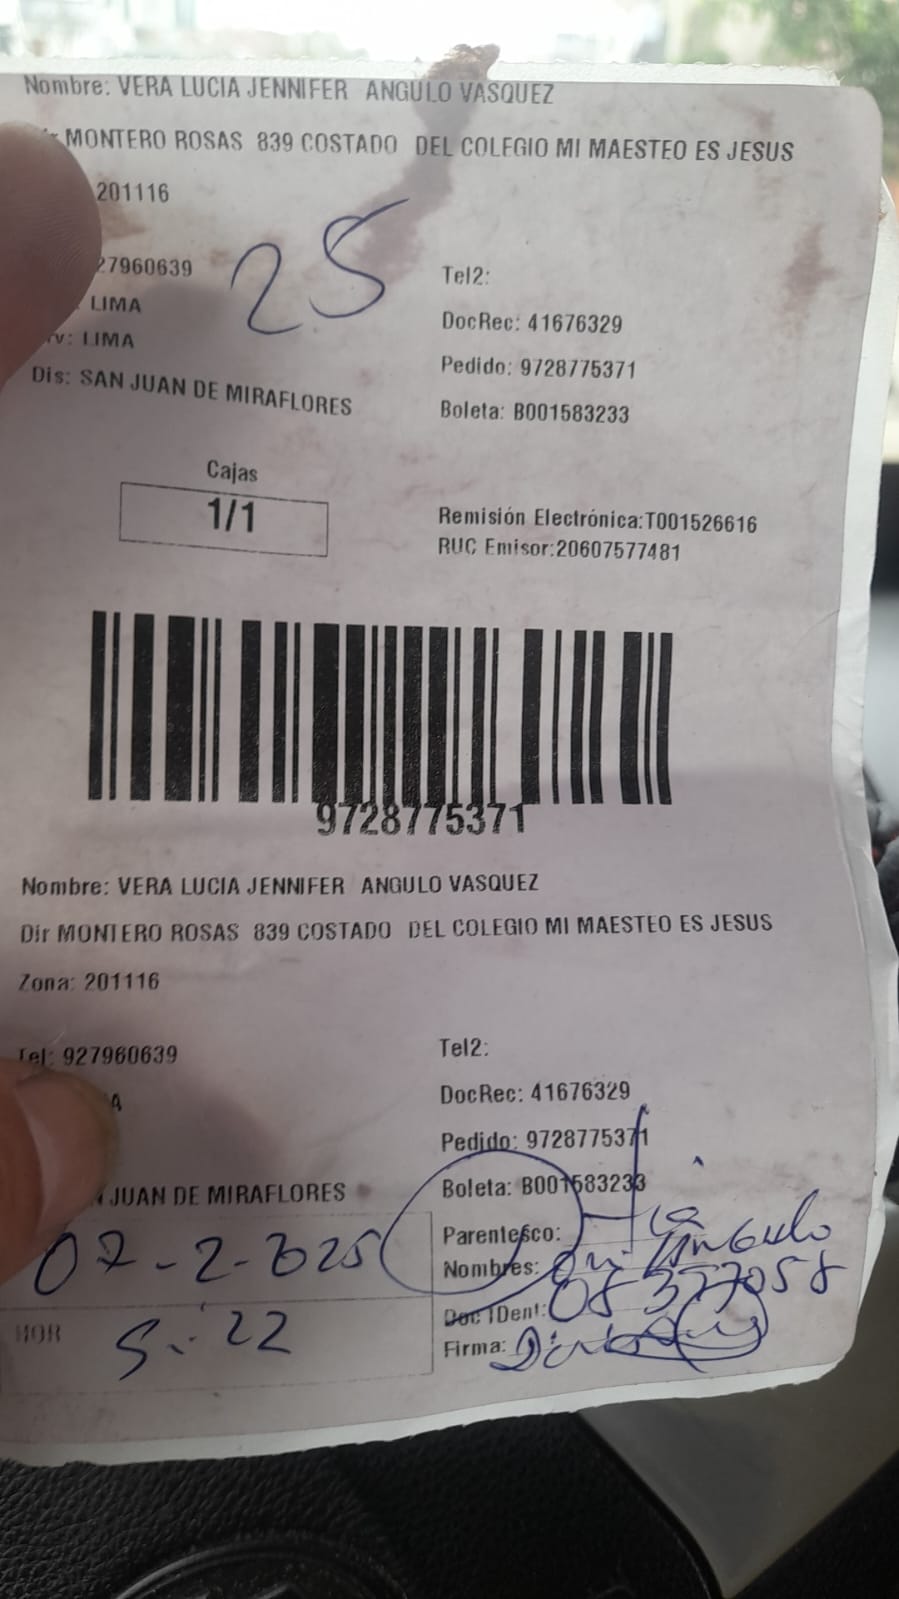 Nombre: VERA LUCIA JENNIFER ANGULO VASQUEZ
MONTERO ROSAS 839 COSTADO DEL COLEGIO MI MAESTEO ES JESUS
201116
25
27960639
Tel2:
LIMA
DocRec: 41676329
v: LIMA
Pedido: 9728775371
Dis: SAN JUAN DE MIRAFLORES
Boleta: B001583233
Cajas
1/1
Remisión Electrónica:T001526616
RUC Emisor:20607577481
9728775371
Nombre: VERA LUCIA JENNIFER ANGULO VASQUEZ
Dir MONTERO ROSAS 839 COSTADO DEL COLEGIO MI MAESTEO ES JESUS
Zona: 201116
Tel: 927960639
Tel2:
A
DocRec: 41676329
Pedido: 9728775371
JUAN DE MIRAFLORES
Boleta: B001583233
07-2-2025
Parentesco:
Nombres: Angulo
Doc IDent: 08377058
HOR 5:22
Firma: